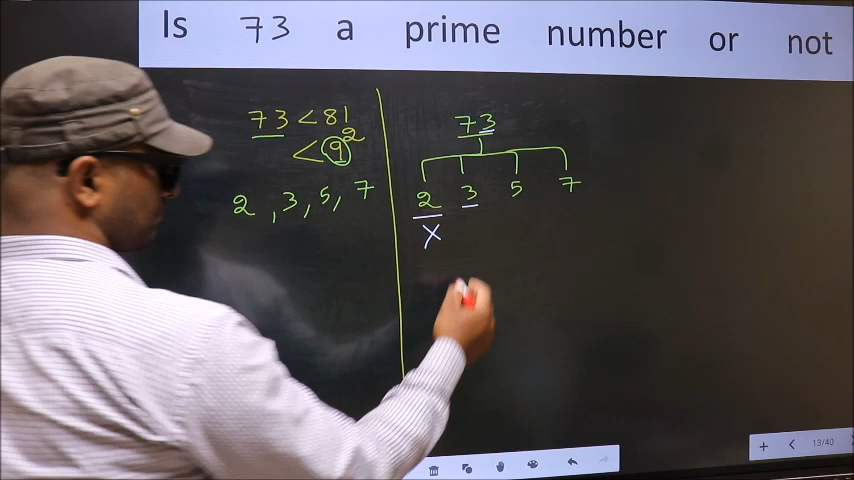 Is 73 a prime number or not
73 < 81
< 9²
2 , 3, 5, 7
73
2 3 5 7
X
13/40